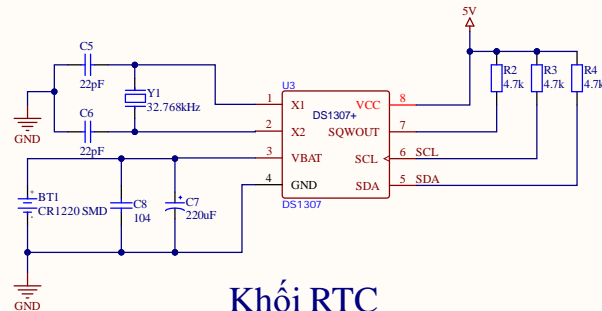 5V
C5
22pF
Y1
32.768kHz
C6
22pF
GND
U3
DS1307+
1 X1
2 X2
3 VBAT
4 GND
VCC 8
SQWOUT 7
SCL 6 SCL
SDA 5 SDA
DS1307
R2
4.7k
R3
4.7k
R4
4.7k
BT1
CR1220 SMD
C8
104
C7
220uF
GND
Khối RTC